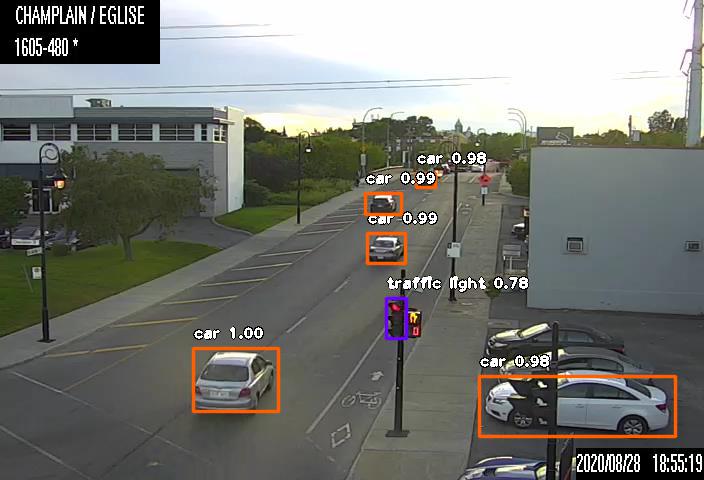 CHAMPLAIN / EGLISE
1605-480 *
car 0.98
car 0.99
car 0.99
traffic light 0.78
car 1.00
car 0.98
2020/08/28 18:55:19